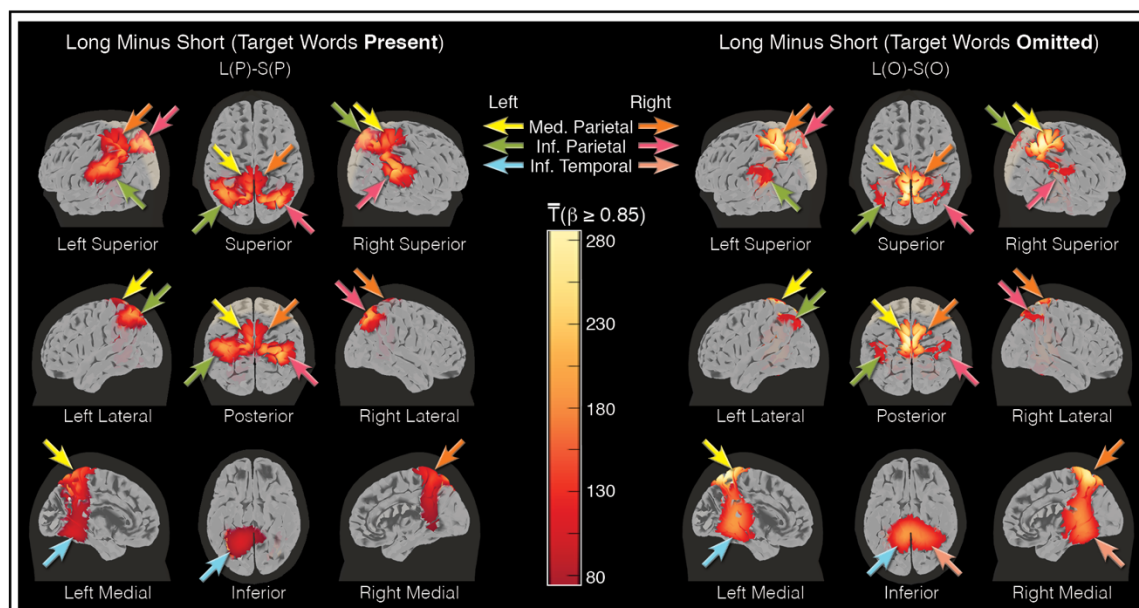 Long Minus Short (Target Words Present)
L(P)-S(P)
Long Minus Short (Target Words Omitted)
L(O)-S(O)
Left Right
Med. Parietal
Inf. Parietal
Inf. Temporal
T̿(β ≥ 0.85)
280
230
180
130
80
Left Superior Superior Right Superior
Left Lateral Posterior Right Lateral
Left Medial Inferior Right Medial
Left Superior Superior Right Superior
Left Lateral Posterior Right Lateral
Left Medial Inferior Right Medial